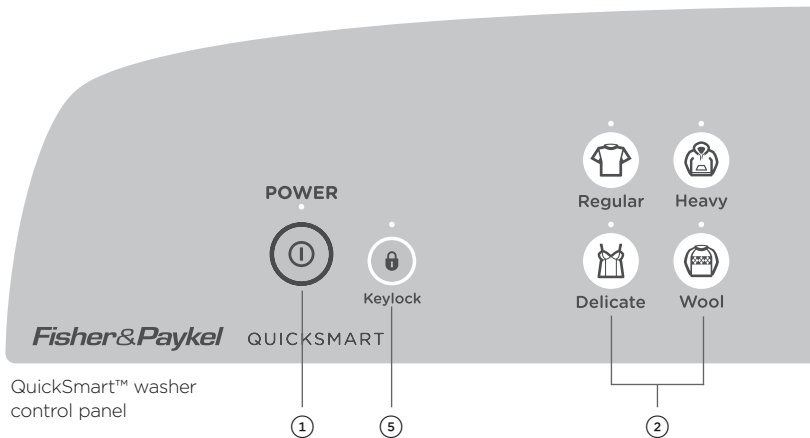 POWER
Regular Heavy
Keylock
Delicate Wool
Fisher&Paykel QUICKSMART
QuickSmart™ washer
control panel
1 5 2